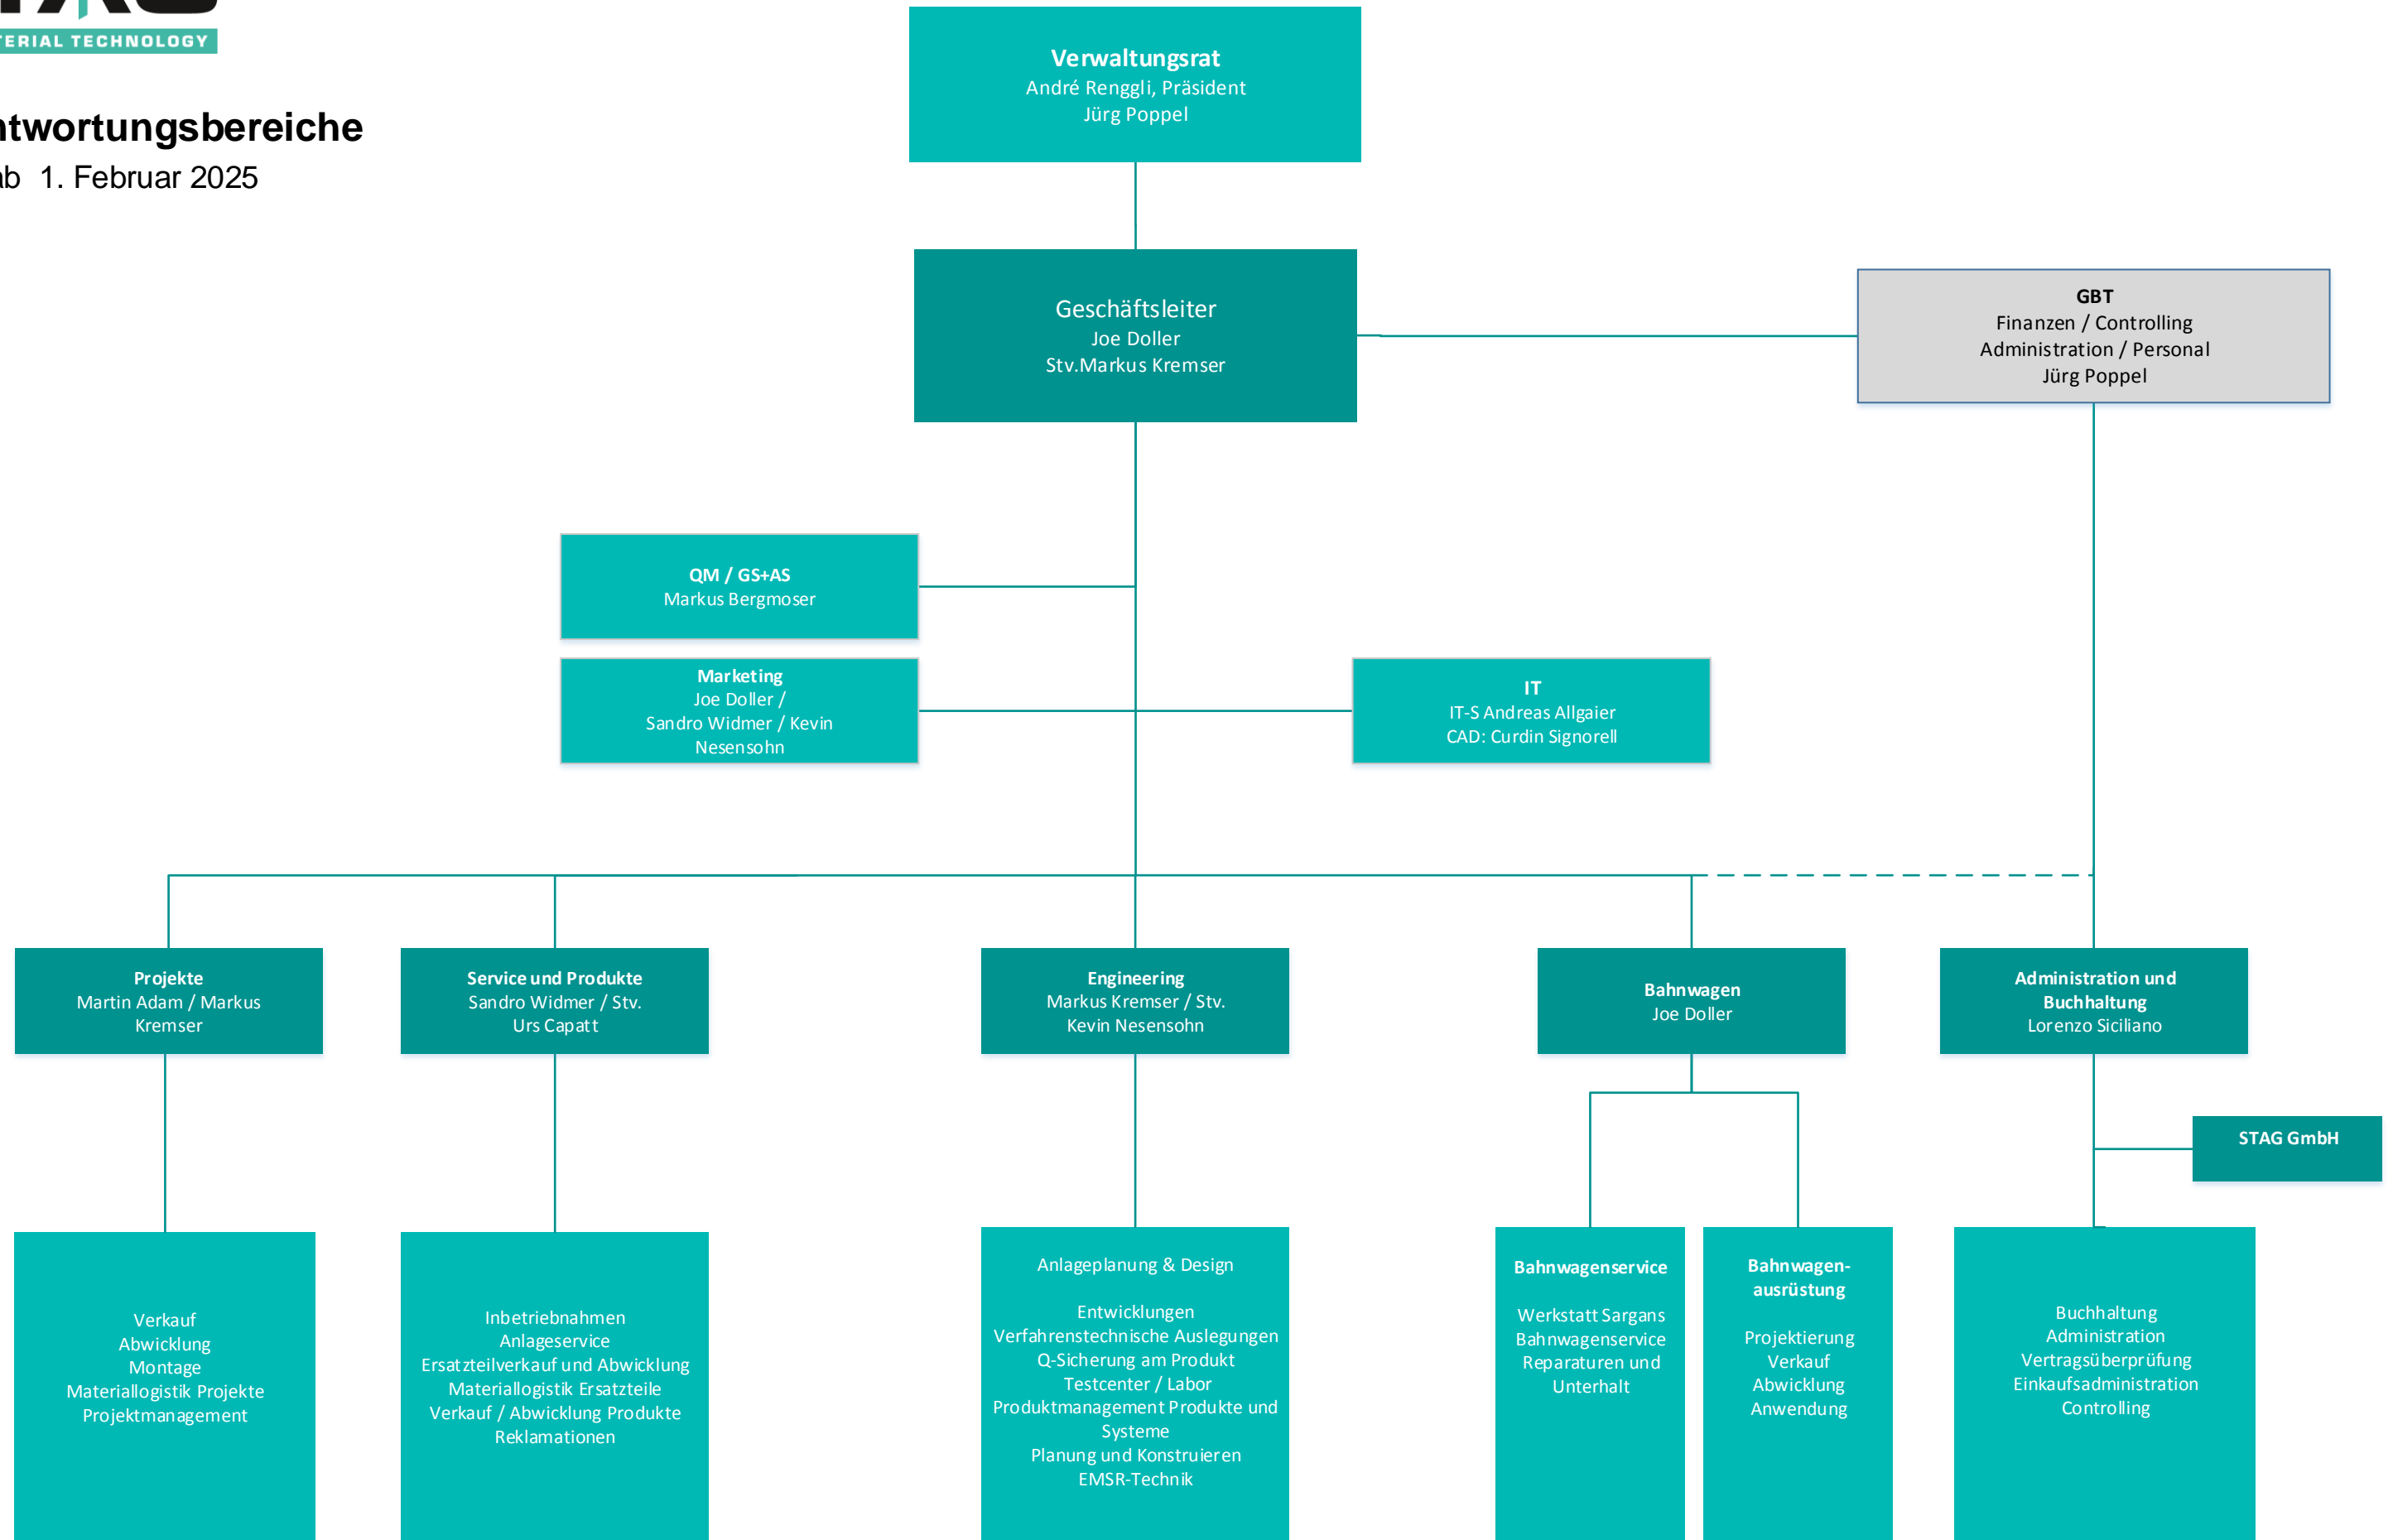 TERIAL TECHNOLOGY
ntwortungsbereiche
ab 1. Februar 2025
Verwaltungsrat
André Renggli, Präsident
Jürg Poppel
Geschäftsleiter
Joe Doller
Stv.Markus Kremser
GBT
Finanzen / Controlling
Administration / Personal
Jürg Poppel
QM / GS+AS
Markus Bergmoser
Marketing
Joe Doller /
Sandro Widmer / Kevin
Nesensohn
IT
IT-S Andreas Allgaier
CAD: Curdin Signorell
Projekte
Martin Adam / Markus
Kremser
Service und Produkte
Sandro Widmer / Stv.
Urs Capatt
Engineering
Markus Kremser / Stv.
Kevin Nesensohn
Bahnwagen
Joe Doller
Administration und
Buchhaltung
Lorenzo Siciliano
STAG GmbH
Verkauf
Abwicklung
Montage
Materiallogistik Projekte
Projektmanagement
Inbetriebnahmen
Anlageservice
Ersatzteilverkauf und Abwicklung
Materiallogistik Ersatzteile
Verkauf / Abwicklung Produkte
Reklamationen
Anlageplanung & Design
Entwicklungen
Verfahrenstechnische Auslegungen
Q-Sicherung am Produkt
Testcenter / Labor
Produktmanagement Produkte und
Systeme
Planung und Konstruieren
EMSR-Technik
Bahnwagenservice
Werkstatt Sargans
Bahnwagenservice
Reparaturen und
Unterhalt
Bahnwagen-
ausrüstung
Projektierung
Verkauf
Abwicklung
Anwendung
Buchhaltung
Administration
Vertragsüberprüfung
Einkaufsadministration
Controlling